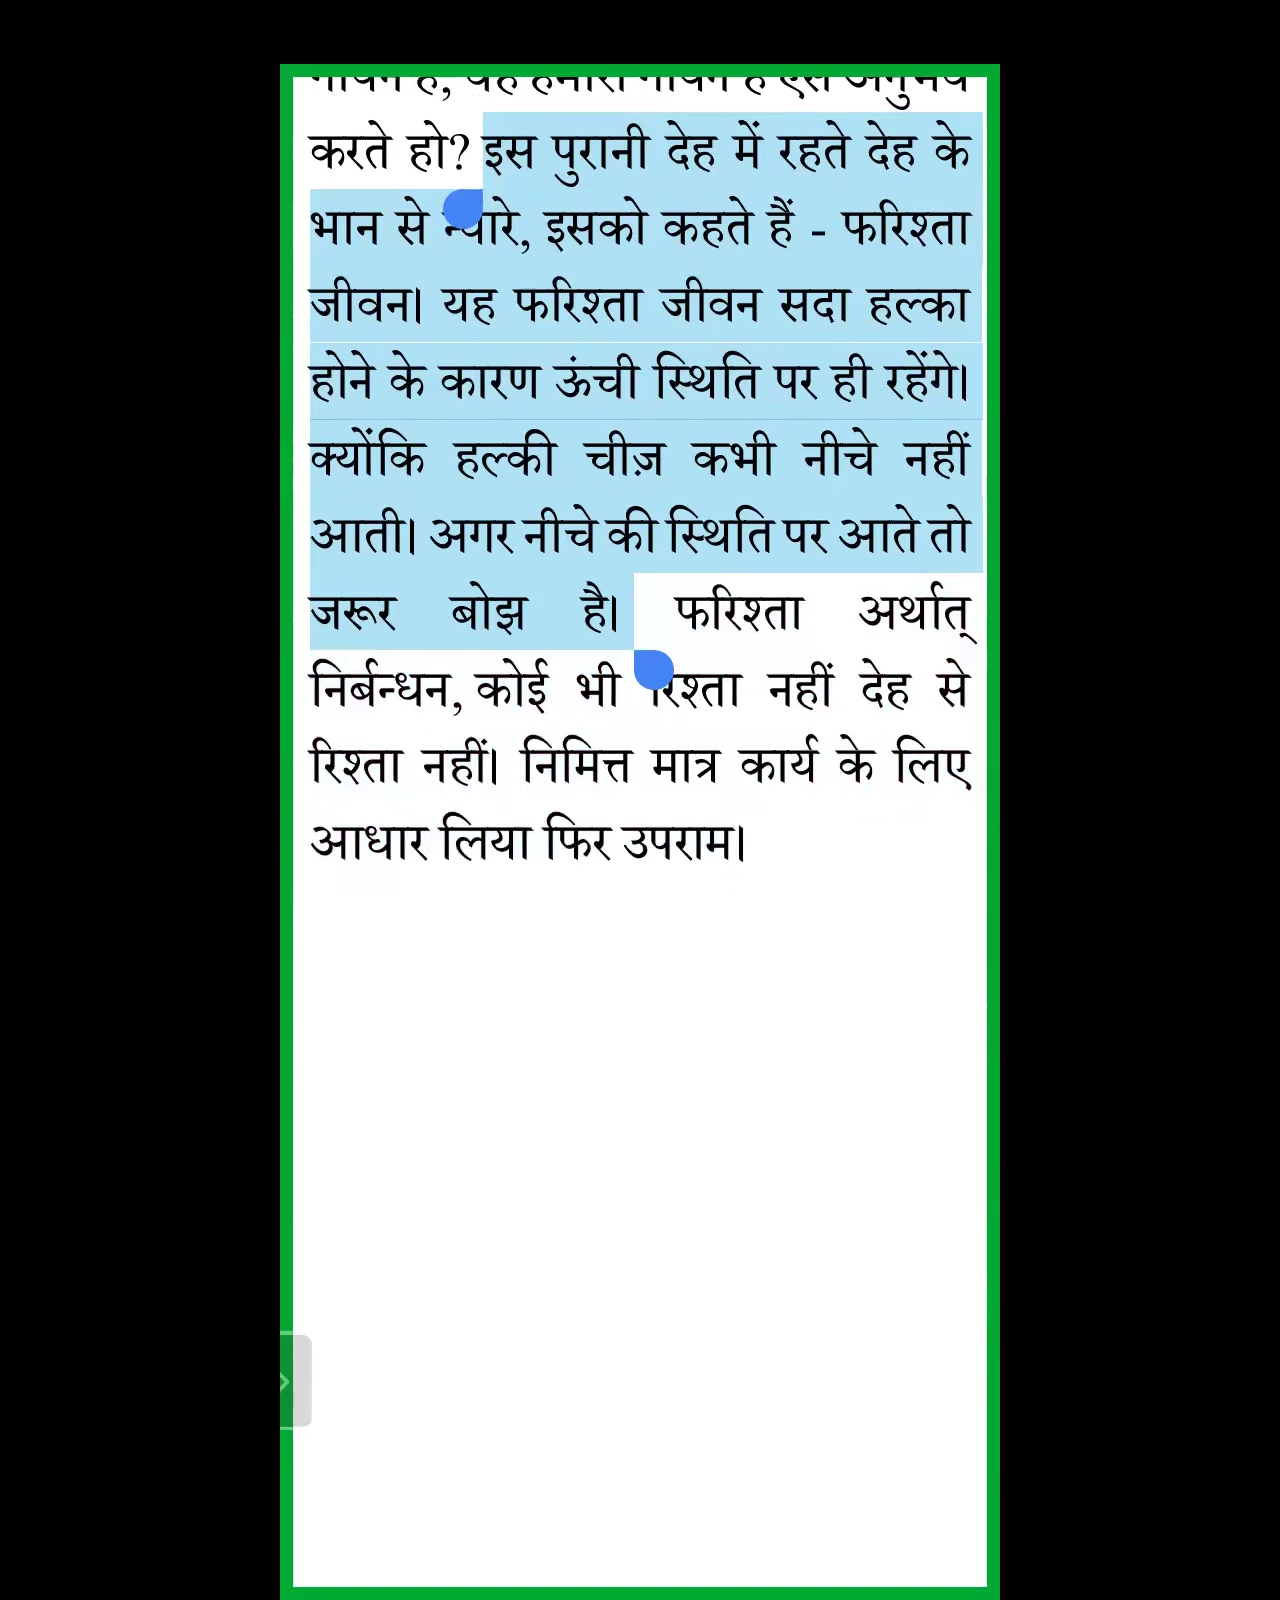 करते हो? इस पुरानी देह में रहते देह के
भान से न्यारे, इसको कहते हैं - फरिश्ता
जीवन। यह फरिश्ता जीवन सदा हल्का
होने के कारण ऊंची स्थिति पर ही रहेंगे।
क्योंकि हल्की चीज़ कभी नीचे नहीं
आती। अगर नीचे की स्थिति पर आते तो
जरूर बोझ है। फरिश्ता अर्थात्
निर्बन्धन, कोई भी रिश्ता नहीं देह से
रिश्ता नहीं। निमित्त मात्र कार्य के लिए
आधार लिया फिर उपराम।